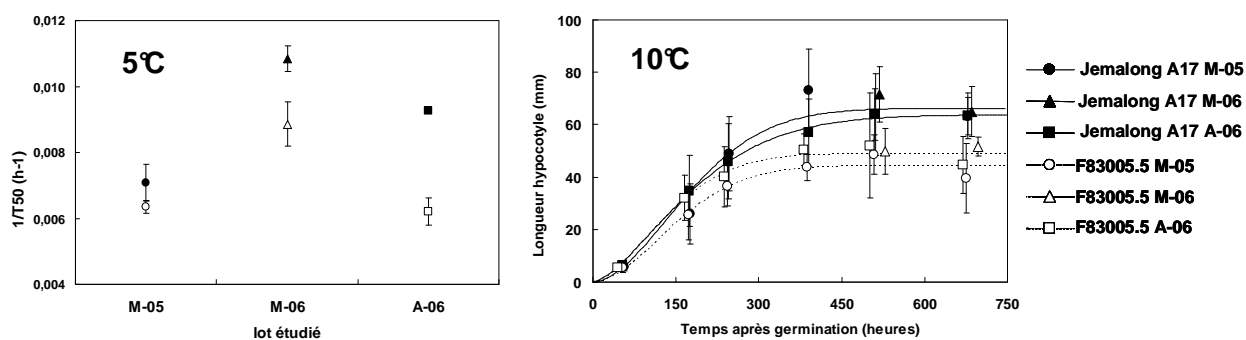 5°C
0,012
0,010
0,008
0,006
0,004
1/T50 (h-1)
M-05
M-06
A-06
lot étudié
10°C
100
80
60
40
20
0
Longueur hypocotyle (mm)
0
150
300
450
600
750
Temps après germination (heures)
Jemalong A17 M-05
Jemalong A17 M-06
Jemalong A17 A-06
F83005.5 M-05
F83005.5 M-06
F83005.5 A-06